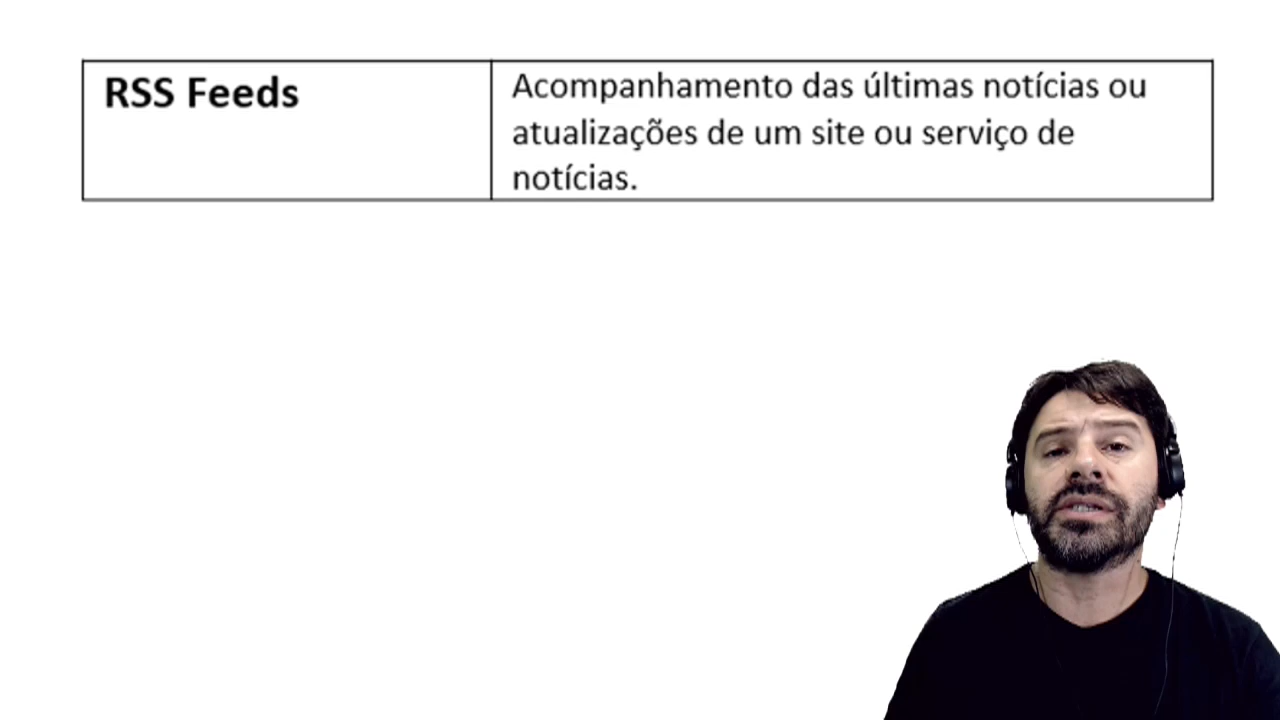 RSS Feeds
Acompanhamento das últimas notícias ou
atualizações de um site ou serviço de
notícias.